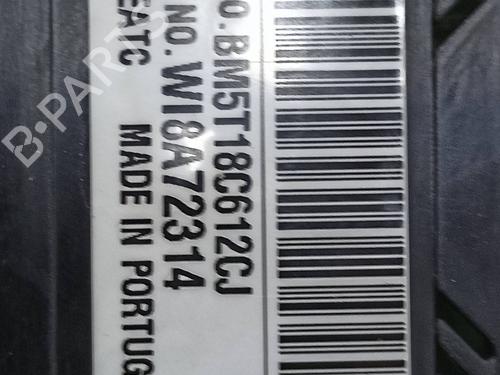 O. BM5T18C612CJ
NO. WI8A72314
EATC MADE IN PORTUG
B-PARTS